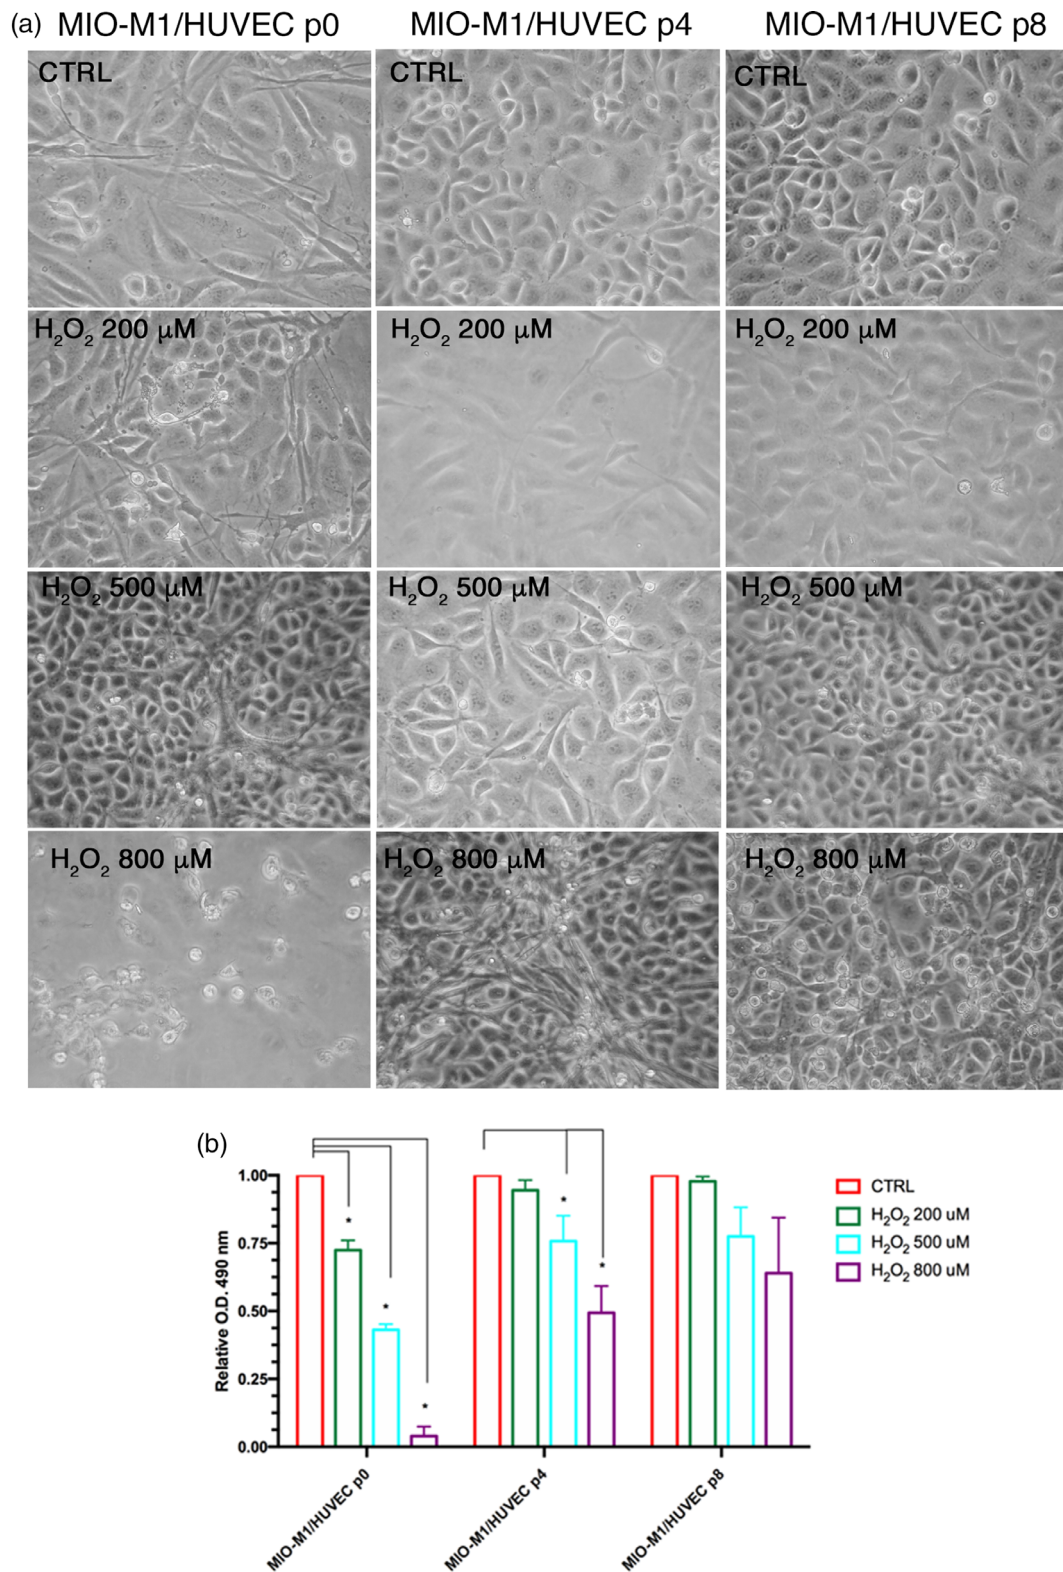 (a) MIO-M1/HUVEC p0 MIO-M1/HUVEC p4 MIO-M1/HUVEC p8
CTRL CTRL CTRL
H₂O₂ 200 μM H₂O₂ 200 μM H₂O₂ 200 μM
H₂O₂ 500 μM H₂O₂ 500 μM H₂O₂ 500 μM
H₂O₂ 800 μM H₂O₂ 800 μM H₂O₂ 800 μM
(b)
Relative O.D. 490 nm
1.00
0.75
0.50
0.25
0.00
* * *
* *
MIO-M1/HUVEC p0
MIO-M1/HUVEC p4
MIO-M1/HUVEC p8
CTRL
H₂O₂ 200 uM
H₂O₂ 500 uM
H₂O₂ 800 uM